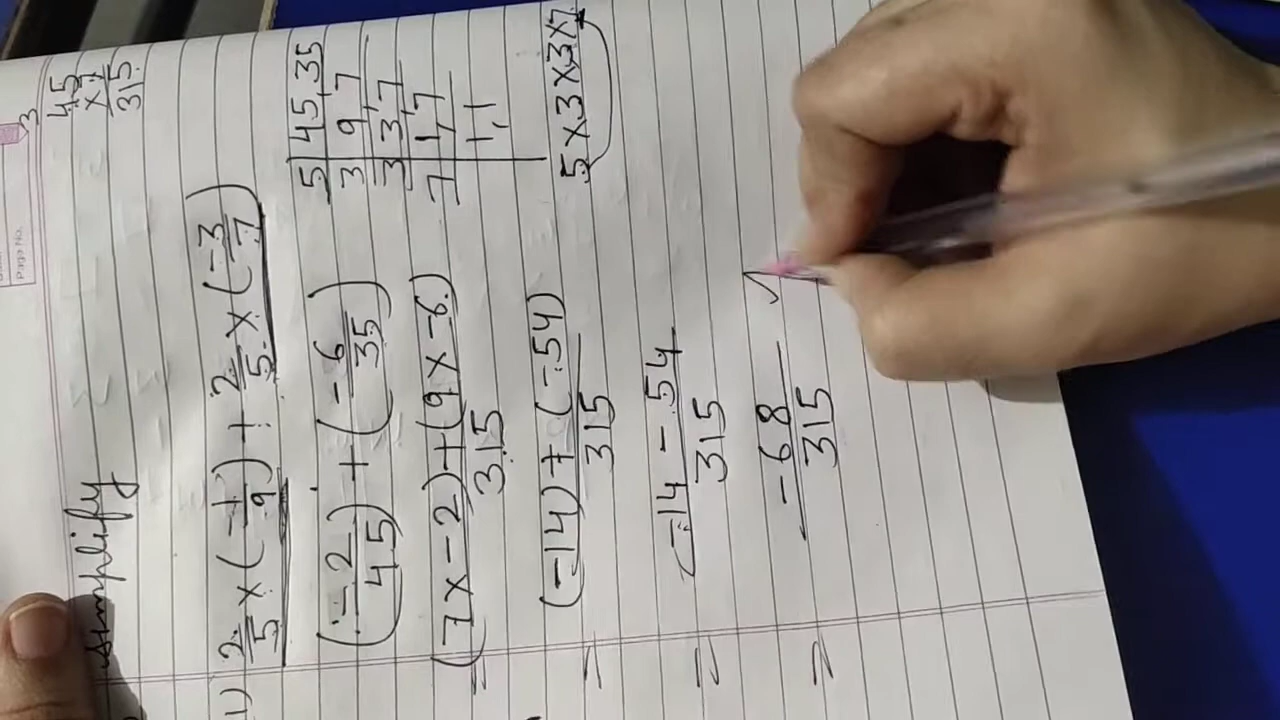 Page No.
3
45
x 7
315
Simplify
1) 2/5 x (-1/9) + 2/5 x (-3/7)
(-2/45) + (-6/35)
= (7 x -2) + (9 x -6) / 315
= (-14) + (-54) / 315
= -14 - 54 / 315
= -68 / 315
5 | 45, 35
3 | 9, 7
3 | 3, 7
7 | 1, 7
1, 1
5 x 3 x 3 x 7